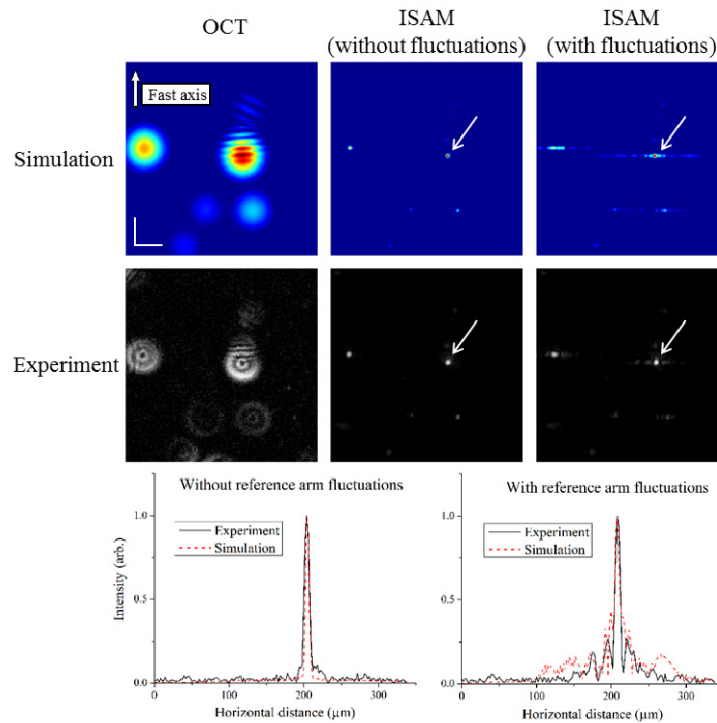 OCT
ISAM
(without fluctuations)
ISAM
(with fluctuations)
Fast axis
Simulation
Experiment
Without reference arm fluctuations
Experiment
Simulation
Intensity (arb.)
1.0
0.5
0.0
0
100
200
300
Horizontal distance (μm)
With reference arm fluctuations
Experiment
Simulation
1.0
0.5
0.0
0
100
200
300
Horizontal distance (μm)